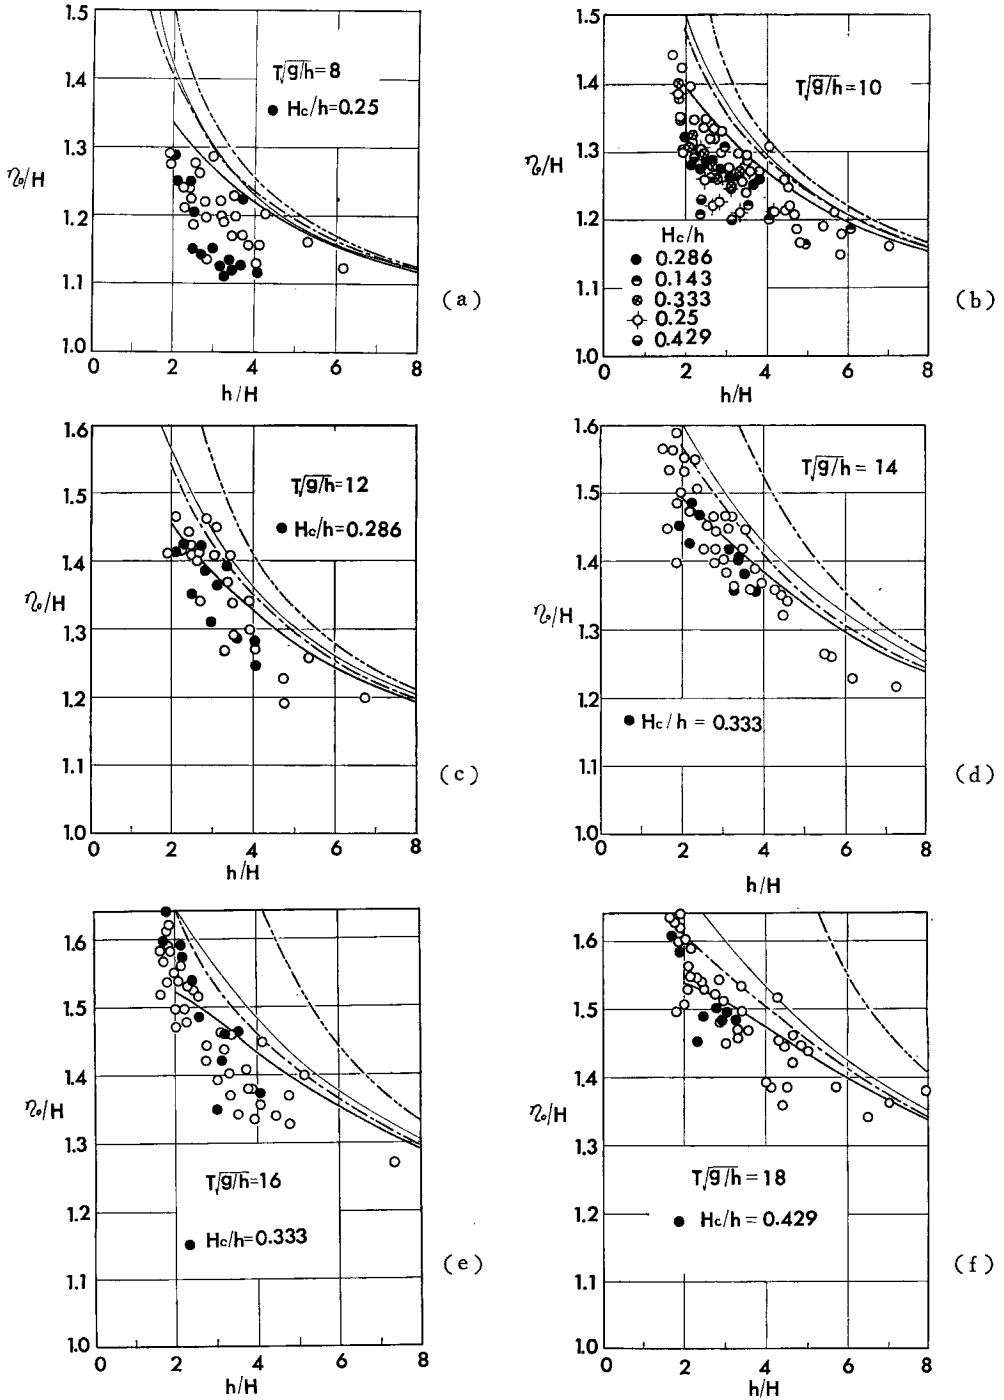 1.5
1.4
1.3
1.2
1.1
1.0
η₀/H
T√g/h=8
● Hc/h=0.25
0 2 4 6 8
h/H
(a)
1.5
1.4
1.3
1.2
1.1
1.0
η₀/H
T√g/h=10
Hc/h
0.286
0.143
0.333
0.25
0.429
0 2 4 6 8
h/H
(b)
1.6
1.5
1.4
1.3
1.2
1.1
1.0
η₀/H
T√g/h=12
● Hc/h=0.286
0 2 4 6 8
h/H
(c)
1.6
1.5
1.4
1.3
1.2
1.1
1.0
η₀/H
T√g/h = 14
● Hc/h = 0.333
0 2 4 6 8
h/H
(d)
1.6
1.5
1.4
1.3
1.2
1.1
1.0
η₀/H
T√g/h=16
● Hc/h=0.333
0 2 4 6 8
h/H
(e)
1.6
1.5
1.4
1.3
1.2
1.1
1.0
η₀/H
T√g/h = 18
● Hc/h = 0.429
0 2 4 6 8
h/H
(f)